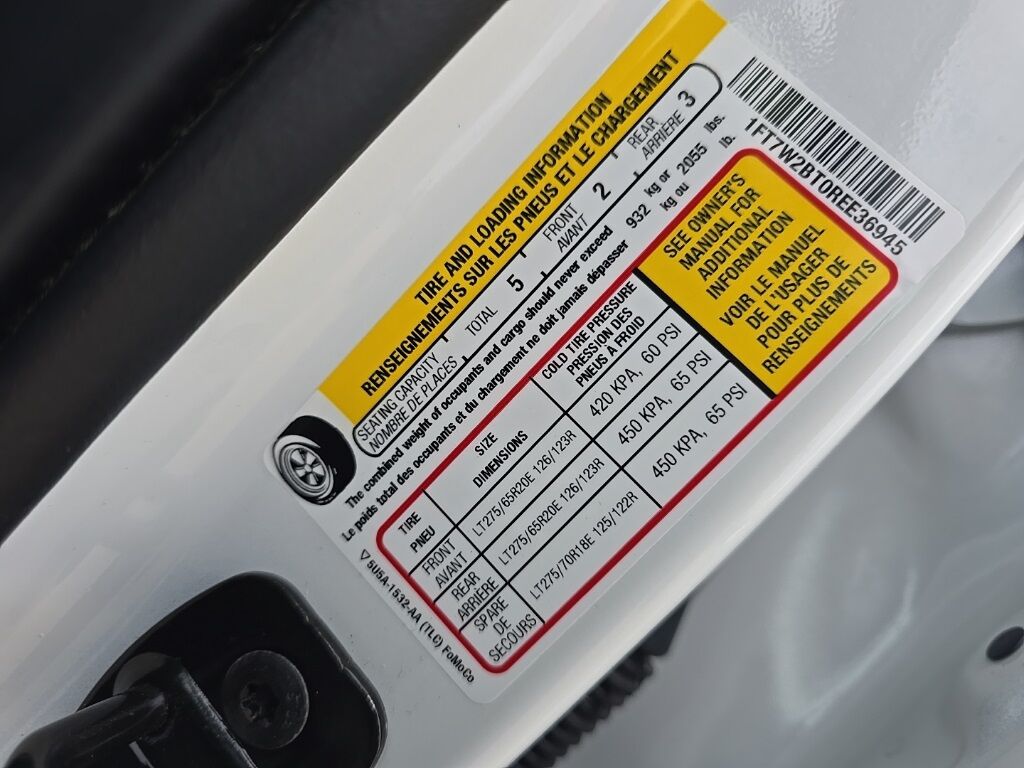 TIRE AND LOADING INFORMATION
RENSEIGNEMENTS SUR LES PNEUS ET LE CHARGEMENT
SEATING CAPACITY TOTAL 5 FRONT 2 REAR 3
NOMBRE DE PLACES AVANT ARRIÈRE
The combined weight of occupants and cargo should never exceed 932 kg or 2055 lbs.
Le poids total des occupants et du chargement ne doit jamais dépasser kg ou lb.
TIRE SIZE COLD TIRE PRESSURE
PNEU DIMENSIONS PRESSION DES
PNEUS À FROID
FRONT LT275/65R20E 126/123R 420 KPA, 60 PSI
AVANT
REAR LT275/65R20E 126/123R 450 KPA, 65 PSI
ARRIÈRE
SPARE LT275/70R18E 125/122R 450 KPA, 65 PSI
DE
SECOURS
SEE OWNER'S
MANUAL FOR
ADDITIONAL
INFORMATION
VOIR LE MANUEL
DE L'USAGER
POUR PLUS DE
RENSEIGNEMENTS
1FT7W2BT0REE36945
5U5A-1532-AA (TLC) FoMoCo